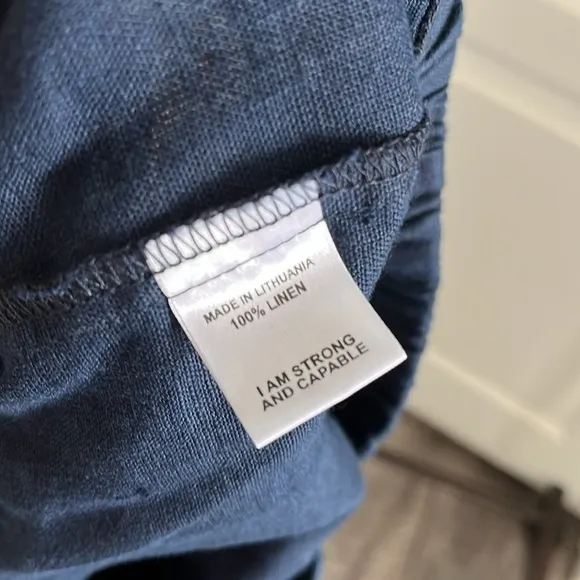 MADE IN LITHUANIA
100% LINEN
I AM STRONG
AND CAPABLE